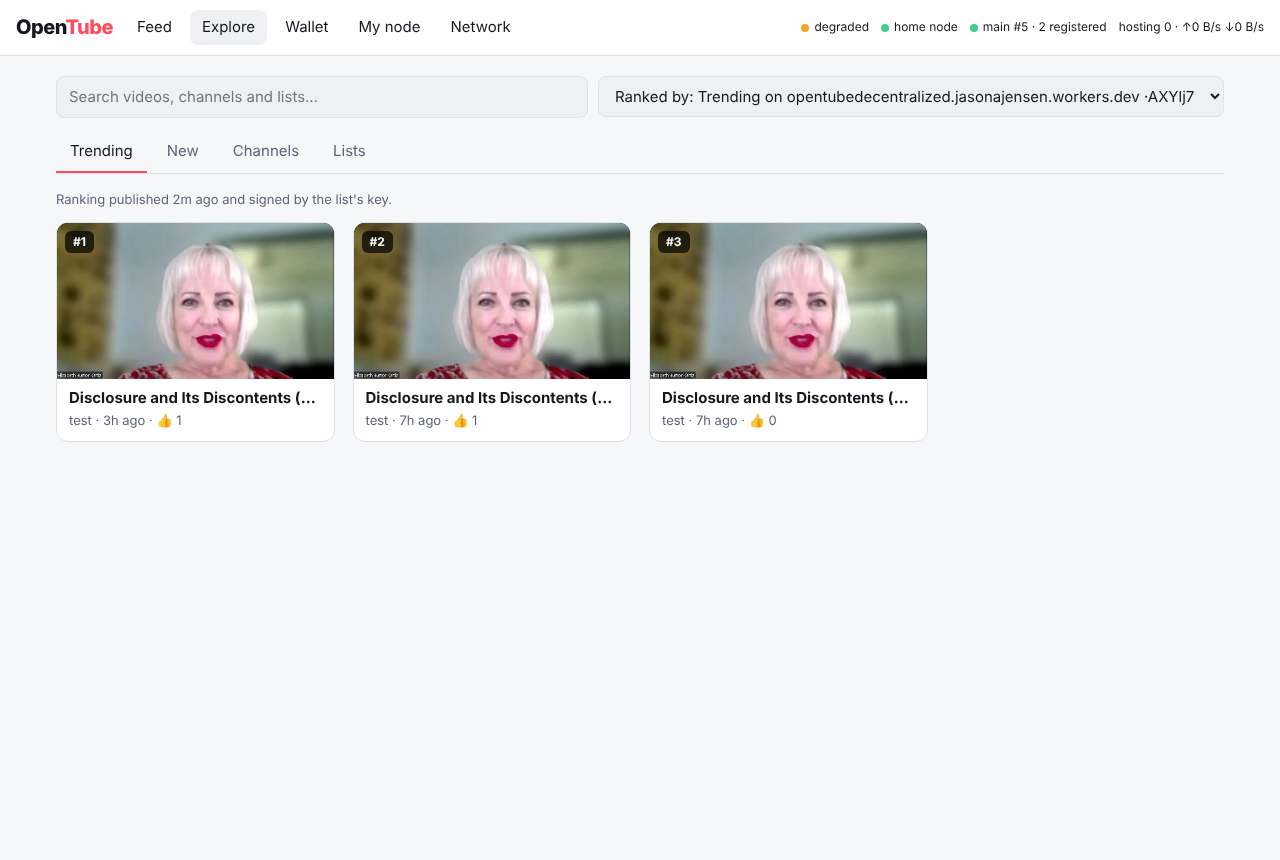 OpenTube Feed Explore Wallet My node Network degraded home node main #5 · 2 registered hosting 0 · ↑0 B/s ↓0 B/s
Search videos, channels and lists... Ranked by: Trending on opentubedecentralized.jasonajensen.workers.dev ·AXYlj7
Trending New Channels Lists
Ranking published 2m ago and signed by the list's key.
#1 #2 #3
Disclosure and Its Discontents (... Disclosure and Its Discontents (... Disclosure and Its Discontents (...
test · 3h ago · 👍 1 test · 7h ago · 👍 1 test · 7h ago · 👍 0